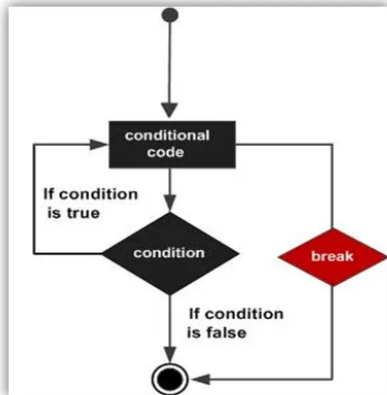 conditional
code
If condition
is true
condition
break
If condition
is false